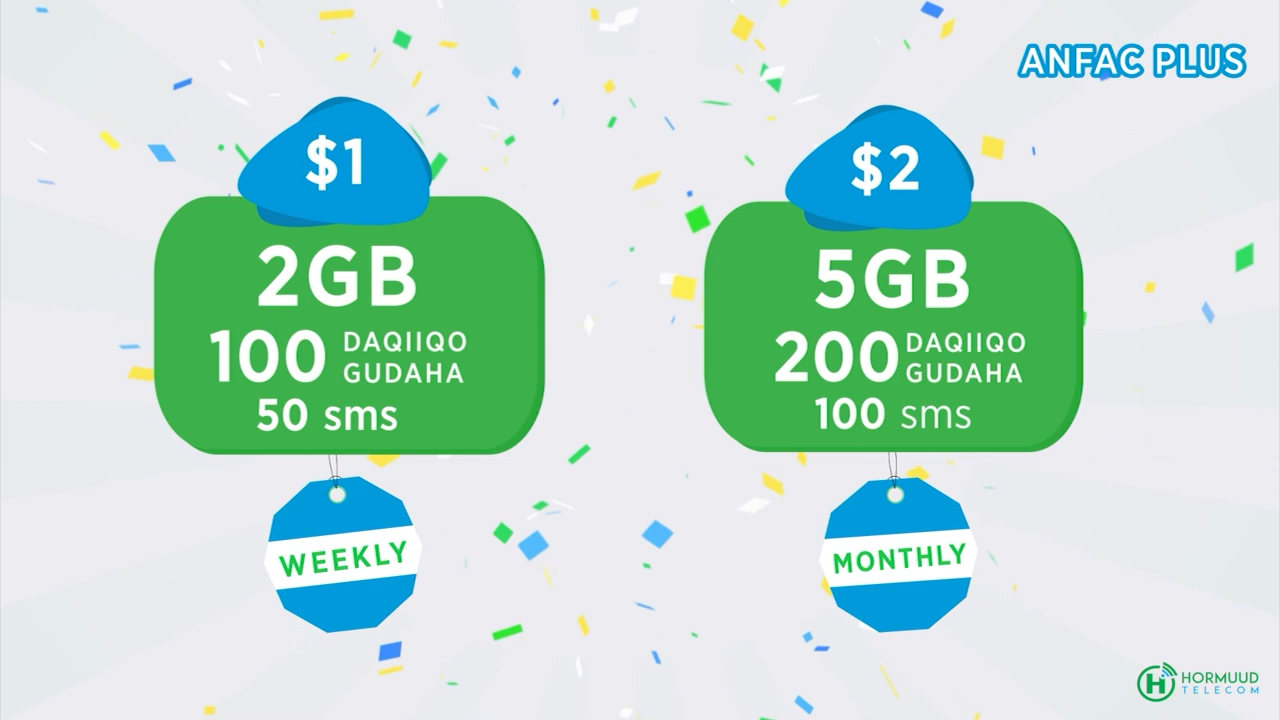 ANFAC PLUS
$1
2GB
100 DAQIIQO
GUDAHA
50 sms
WEEKLY
$2
5GB
200 DAQIIQO
GUDAHA
100 sms
MONTHLY
HORMUUD
TELECOM